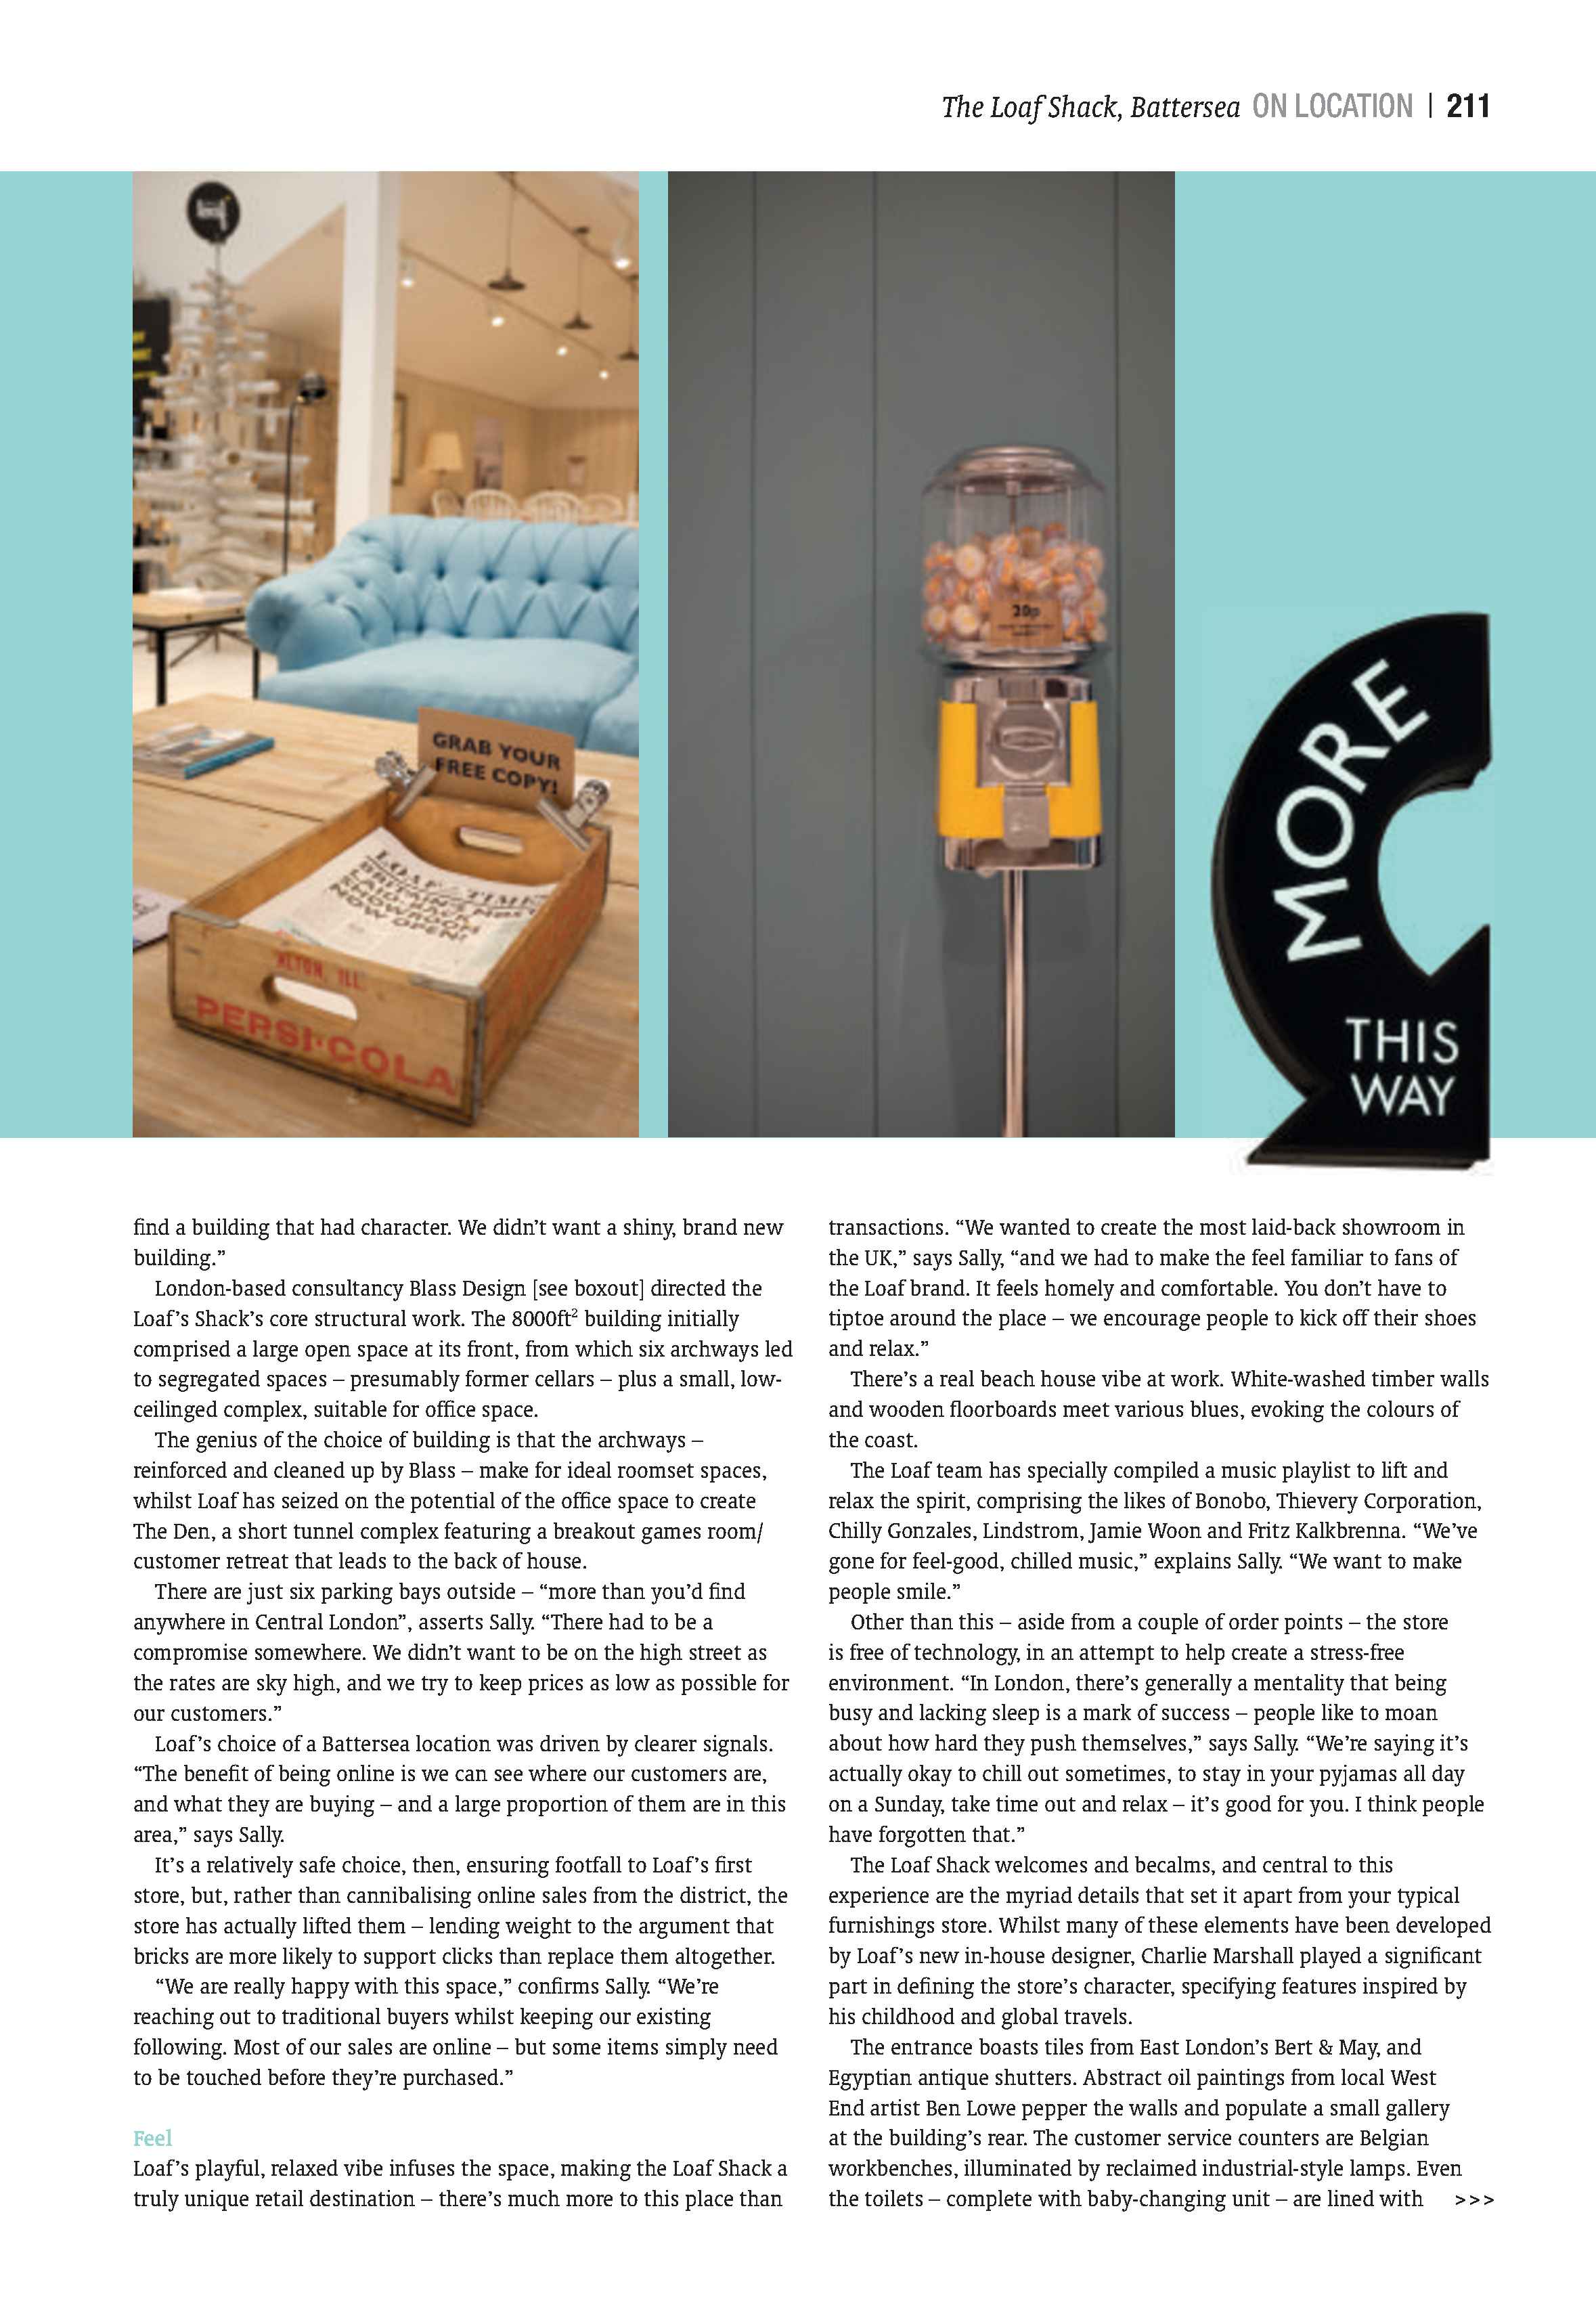 The Loaf Shack, Battersea ON LOCATION | 211
loaf
GRAB YOUR
FREE COPY!
LOAF TIMES
BRITAIN'S MOST
LAID-BACK
SHOWROOM
NOW OPEN!
ALTON, ILL.
PEPSI·COLA
20p
MORE
THIS
WAY
find a building that had character. We didn’t want a shiny, brand new
building.”
London-based consultancy Blass Design [see boxout] directed the
Loaf’s Shack’s core structural work. The 8000ft² building initially
comprised a large open space at its front, from which six archways led
to segregated spaces – presumably former cellars – plus a small, low-
ceilinged complex, suitable for office space.
The genius of the choice of building is that the archways –
reinforced and cleaned up by Blass – make for ideal roomset spaces,
whilst Loaf has seized on the potential of the office space to create
The Den, a short tunnel complex featuring a breakout games room/
customer retreat that leads to the back of house.
There are just six parking bays outside – “more than you’d find
anywhere in Central London”, asserts Sally. “There had to be a
compromise somewhere. We didn’t want to be on the high street as
the rates are sky high, and we try to keep prices as low as possible for
our customers.”
Loaf’s choice of a Battersea location was driven by clearer signals.
“The benefit of being online is we can see where our customers are,
and what they are buying – and a large proportion of them are in this
area,” says Sally.
It’s a relatively safe choice, then, ensuring footfall to Loaf’s first
store, but, rather than cannibalising online sales from the district, the
store has actually lifted them – lending weight to the argument that
bricks are more likely to support clicks than replace them altogether.
“We are really happy with this space,” confirms Sally. “We’re
reaching out to traditional buyers whilst keeping our existing
following. Most of our sales are online – but some items simply need
to be touched before they’re purchased.”
Feel
Loaf’s playful, relaxed vibe infuses the space, making the Loaf Shack a
truly unique retail destination – there’s much more to this place than
transactions. “We wanted to create the most laid-back showroom in
the UK,” says Sally, “and we had to make the feel familiar to fans of
the Loaf brand. It feels homely and comfortable. You don’t have to
tiptoe around the place – we encourage people to kick off their shoes
and relax.”
There’s a real beach house vibe at work. White-washed timber walls
and wooden floorboards meet various blues, evoking the colours of
the coast.
The Loaf team has specially compiled a music playlist to lift and
relax the spirit, comprising the likes of Bonobo, Thievery Corporation,
Chilly Gonzales, Lindstrom, Jamie Woon and Fritz Kalkbrenna. “We’ve
gone for feel-good, chilled music,” explains Sally. “We want to make
people smile.”
Other than this – aside from a couple of order points – the store
is free of technology, in an attempt to help create a stress-free
environment. “In London, there’s generally a mentality that being
busy and lacking sleep is a mark of success – people like to moan
about how hard they push themselves,” says Sally. “We’re saying it’s
actually okay to chill out sometimes, to stay in your pyjamas all day
on a Sunday, take time out and relax – it’s good for you. I think people
have forgotten that.”
The Loaf Shack welcomes and becalms, and central to this
experience are the myriad details that set it apart from your typical
furnishings store. Whilst many of these elements have been developed
by Loaf’s new in-house designer, Charlie Marshall played a significant
part in defining the store’s character, specifying features inspired by
his childhood and global travels.
The entrance boasts tiles from East London’s Bert & May, and
Egyptian antique shutters. Abstract oil paintings from local West
End artist Ben Lowe pepper the walls and populate a small gallery
at the building’s rear. The customer service counters are Belgian
workbenches, illuminated by reclaimed industrial-style lamps. Even
the toilets – complete with baby-changing unit – are lined with >>>